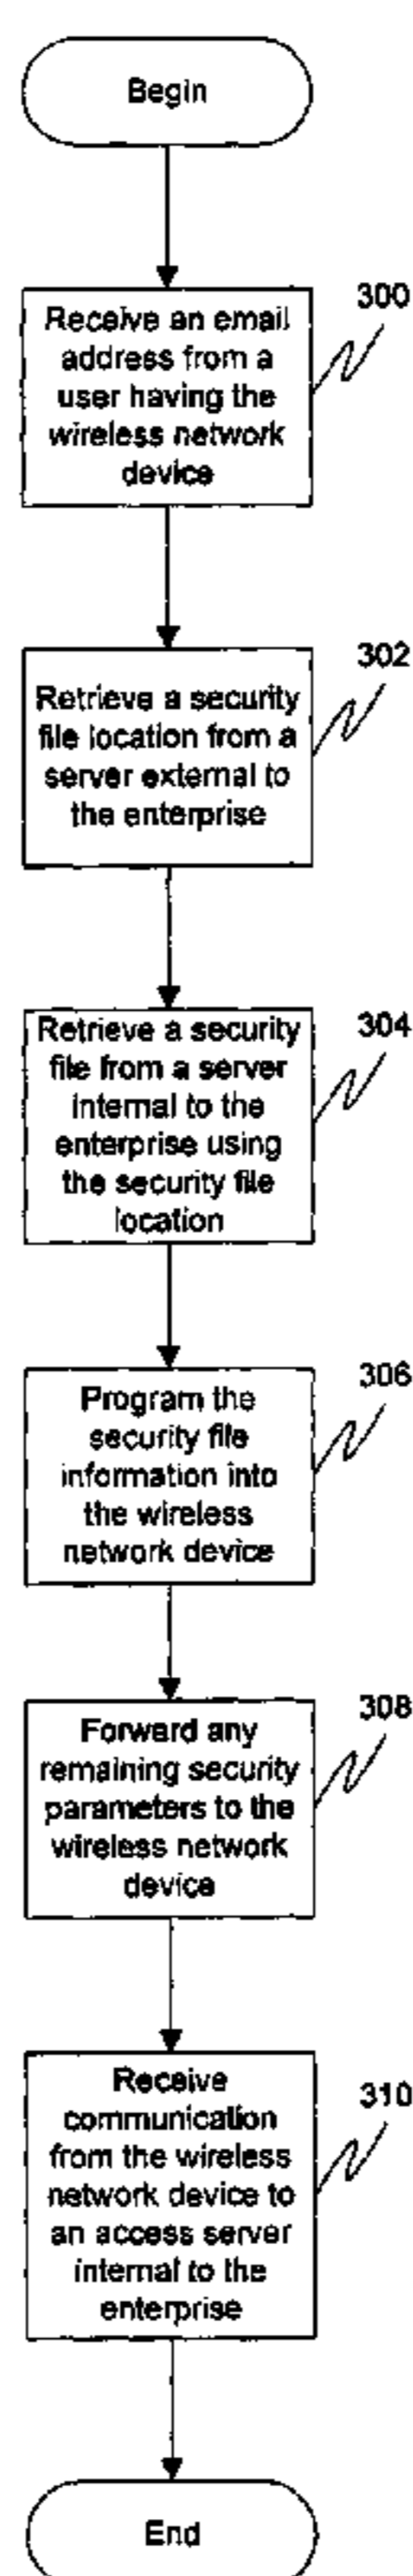 Begin
300
Receive an email
address from a
user having the
wireless network
device
302
Retrieve a security
file location from a
server external to
the enterprise
304
Retrieve a security
file from a server
internal to the
enterprise using
the security file
location
306
Program the
security file
information into
the wireless
network device
308
Forward any
remaining security
parameters to the
wireless network
device
310
Receive
communication
from the wireless
network device to
an access server
internal to the
enterprise
End